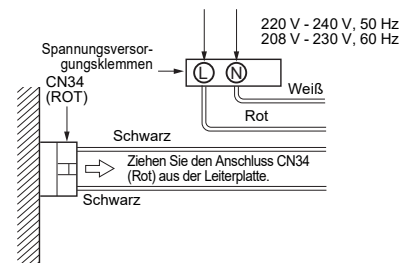 220 V - 240 V, 50 Hz
208 V - 230 V, 60 Hz
Spannungsversor-
gungsklemmen
L N
CN34
(ROT)
Weiß
Rot
Schwarz
Ziehen Sie den Anschluss CN34
(Rot) aus der Leiterplatte.
Schwarz